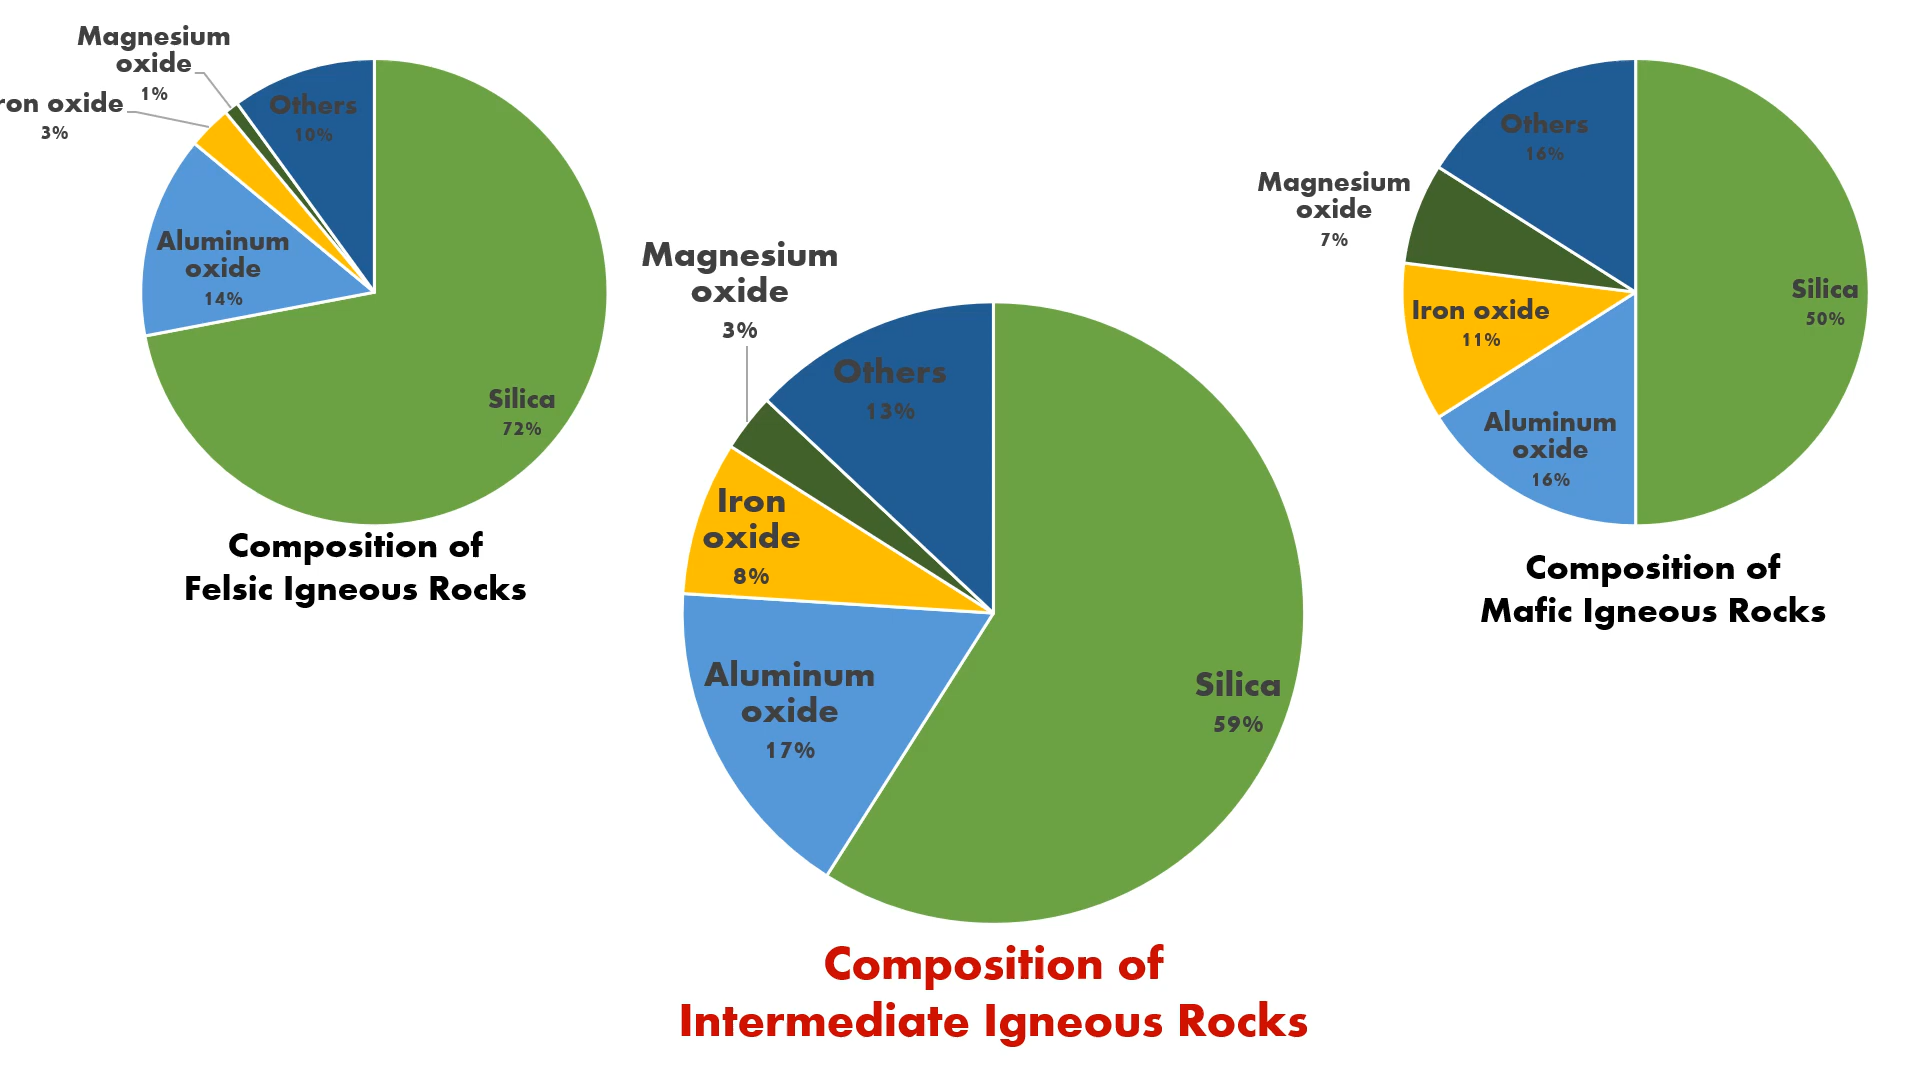 Magnesium
oxide
1%
ron oxide
3%
Others
10%
Aluminum
oxide
14%
Silica
72%
Composition of
Felsic Igneous Rocks
Magnesium
oxide
3%
Others
13%
Iron
oxide
8%
Aluminum
oxide
17%
Silica
59%
Composition of
Intermediate Igneous Rocks
Others
16%
Magnesium
oxide
7%
Iron oxide
11%
Silica
50%
Aluminum
oxide
16%
Composition of
Mafic Igneous Rocks